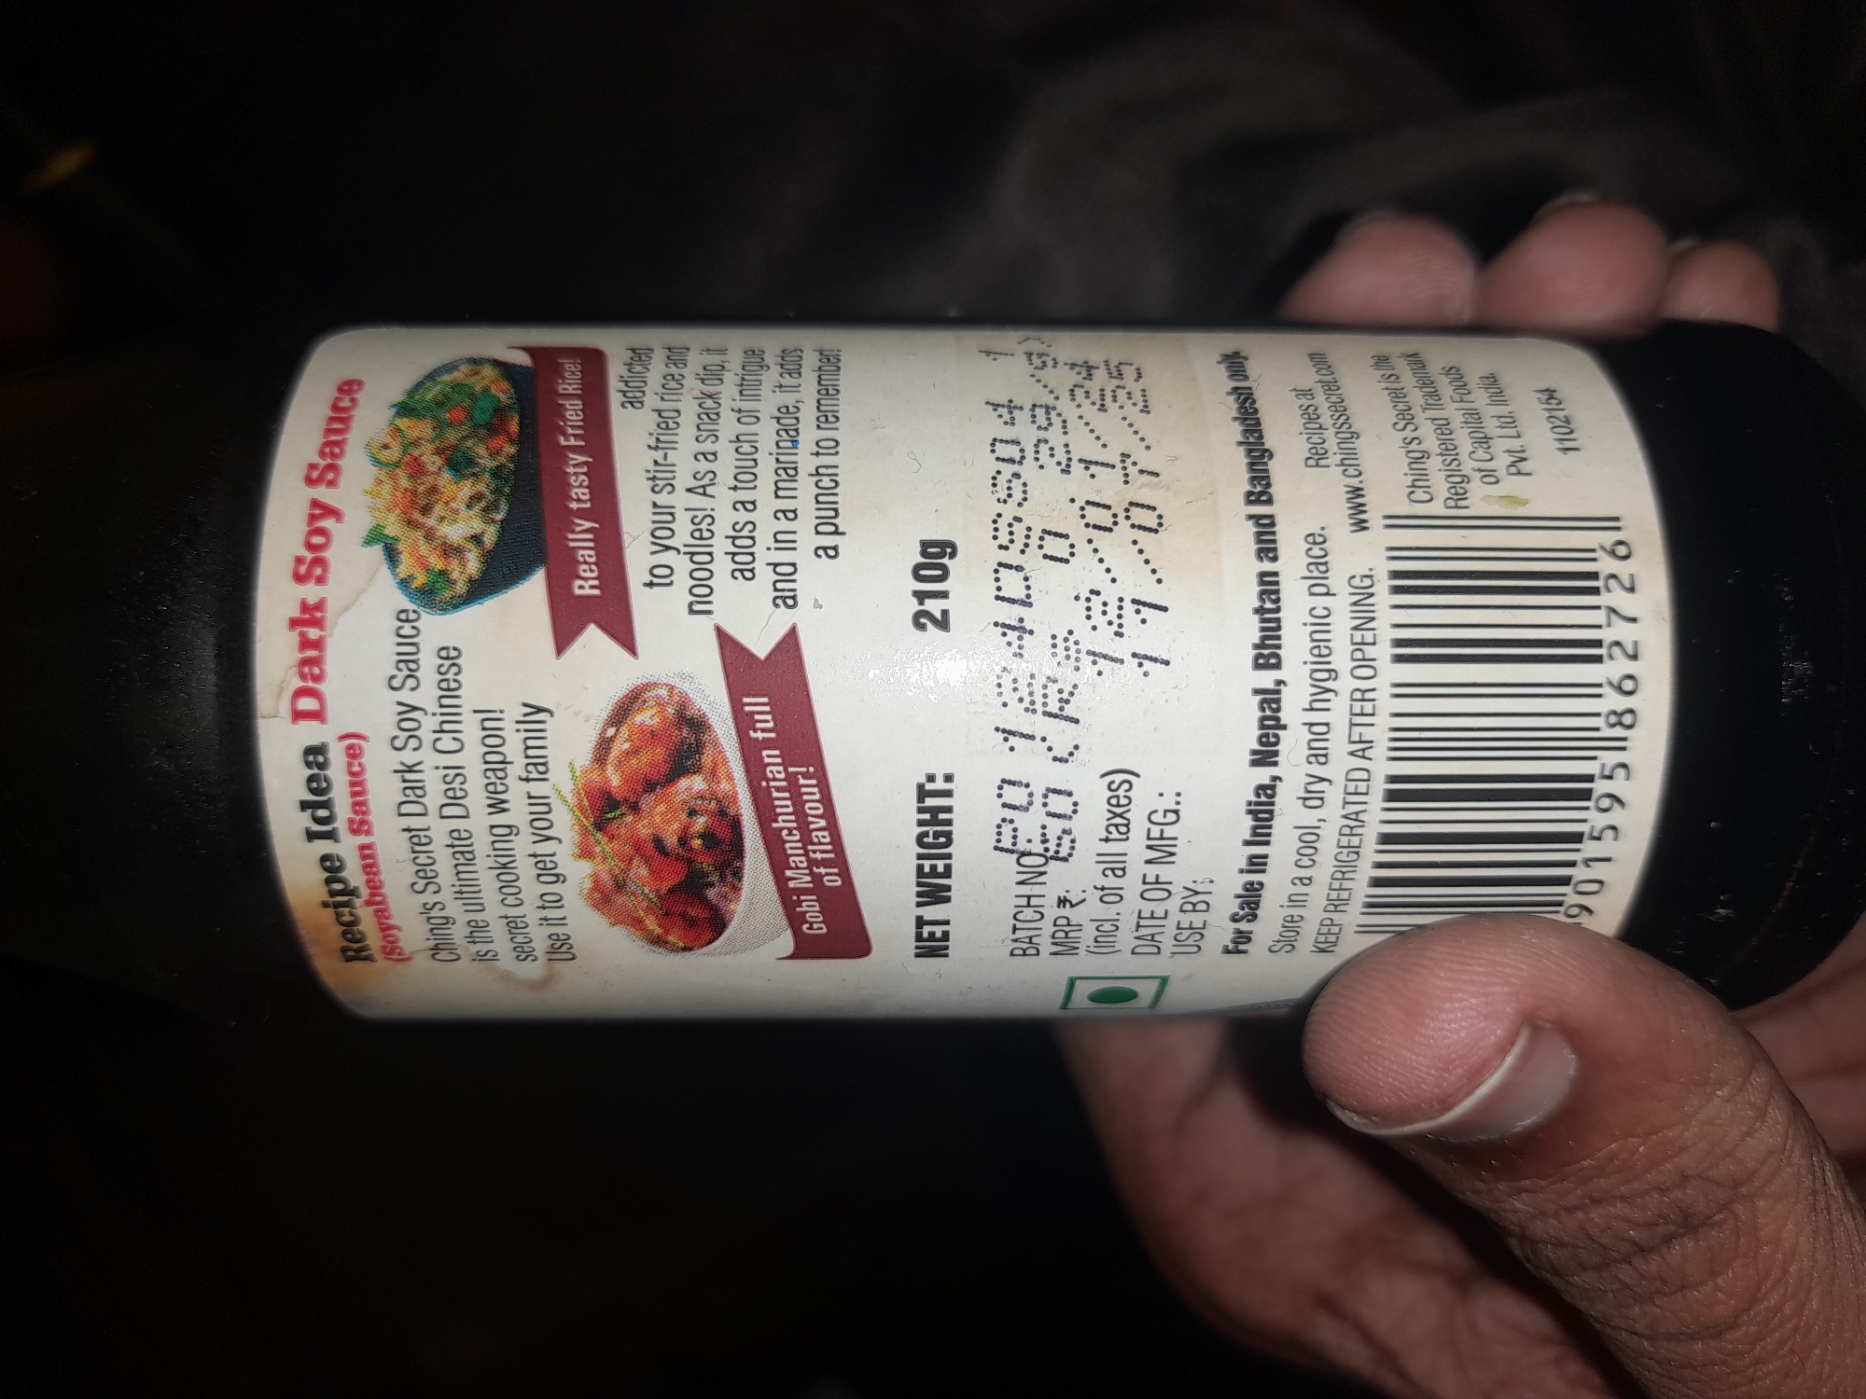 Recipe Idea Dark Soy Sauce
(Soyabean Sauce)
Ching's Secret Dark Soy Sauce
is the ultimate Desi Chinese
secret cooking weapon!
Use it to get your family
Really tasty Fried Rice!
addicted
to your stir-fried rice and
noodles! As a snack dip, it
adds a touch of intrigue
and in a marinade, it adds
a punch to remember!
Gobi Manchurian full
of flavour!
NET WEIGHT: 210g
BATCH NO.: P0124DSS04 1
MRP ₹: 60 (Rs. 0.29/g)
(incl. of all taxes) 12/01/24
DATE OF MFG.: 11/07/25
USE BY:
For Sale in India, Nepal, Bhutan and Bangladesh only.
Store in a cool, dry and hygienic place.
KEEP REFRIGERATED AFTER OPENING.
Recipes at
www.chingssecret.com
Ching's Secret is the
Registered Trademark
of Capital Foods
Pvt. Ltd. India.
1102154
901595 862726